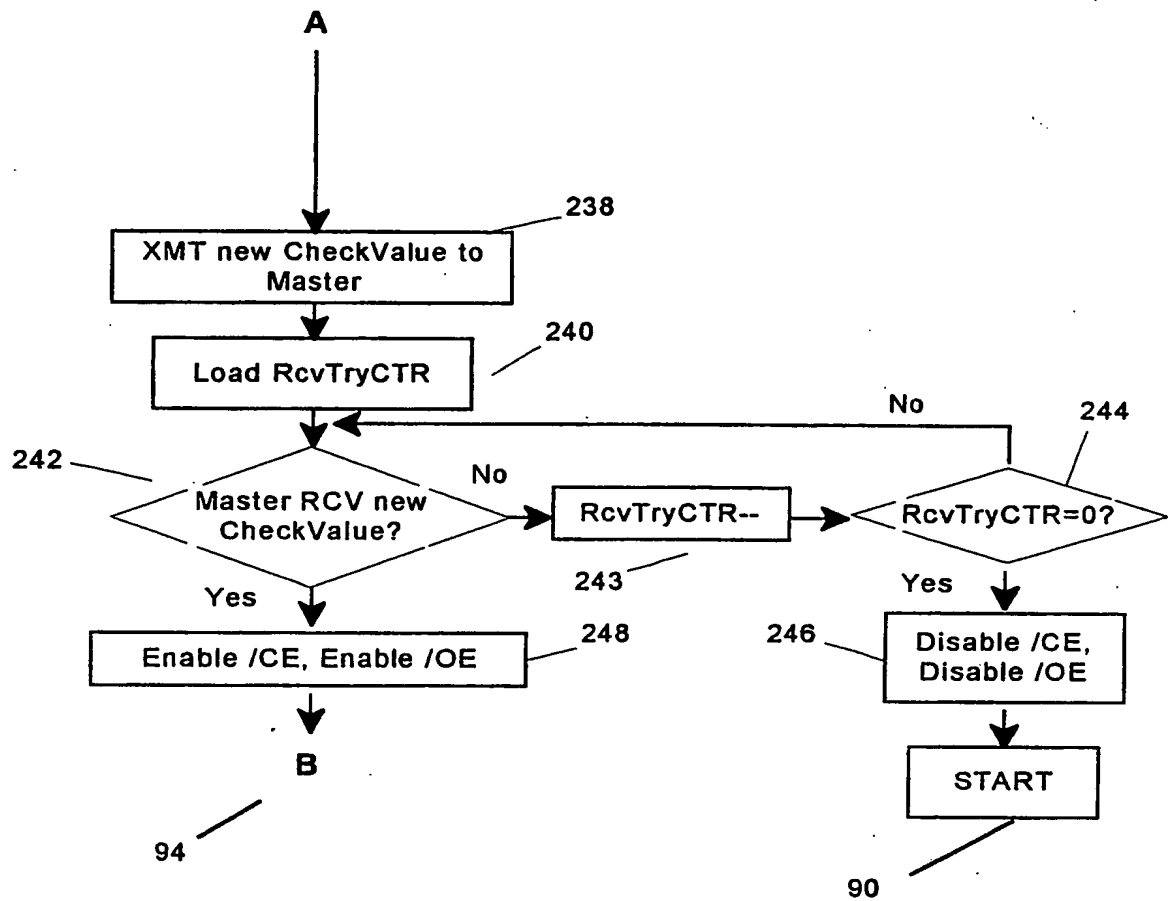 A
238
XMT new CheckValue to
Master
240
Load RcvTryCTR
No
244
242
No
Master RCV new
CheckValue?
RcvTryCTR--
RcvTryCTR=0?
243
Yes
Yes
248
246
Enable /CE, Enable /OE
Disable /CE,
Disable /OE
B
START
94
90